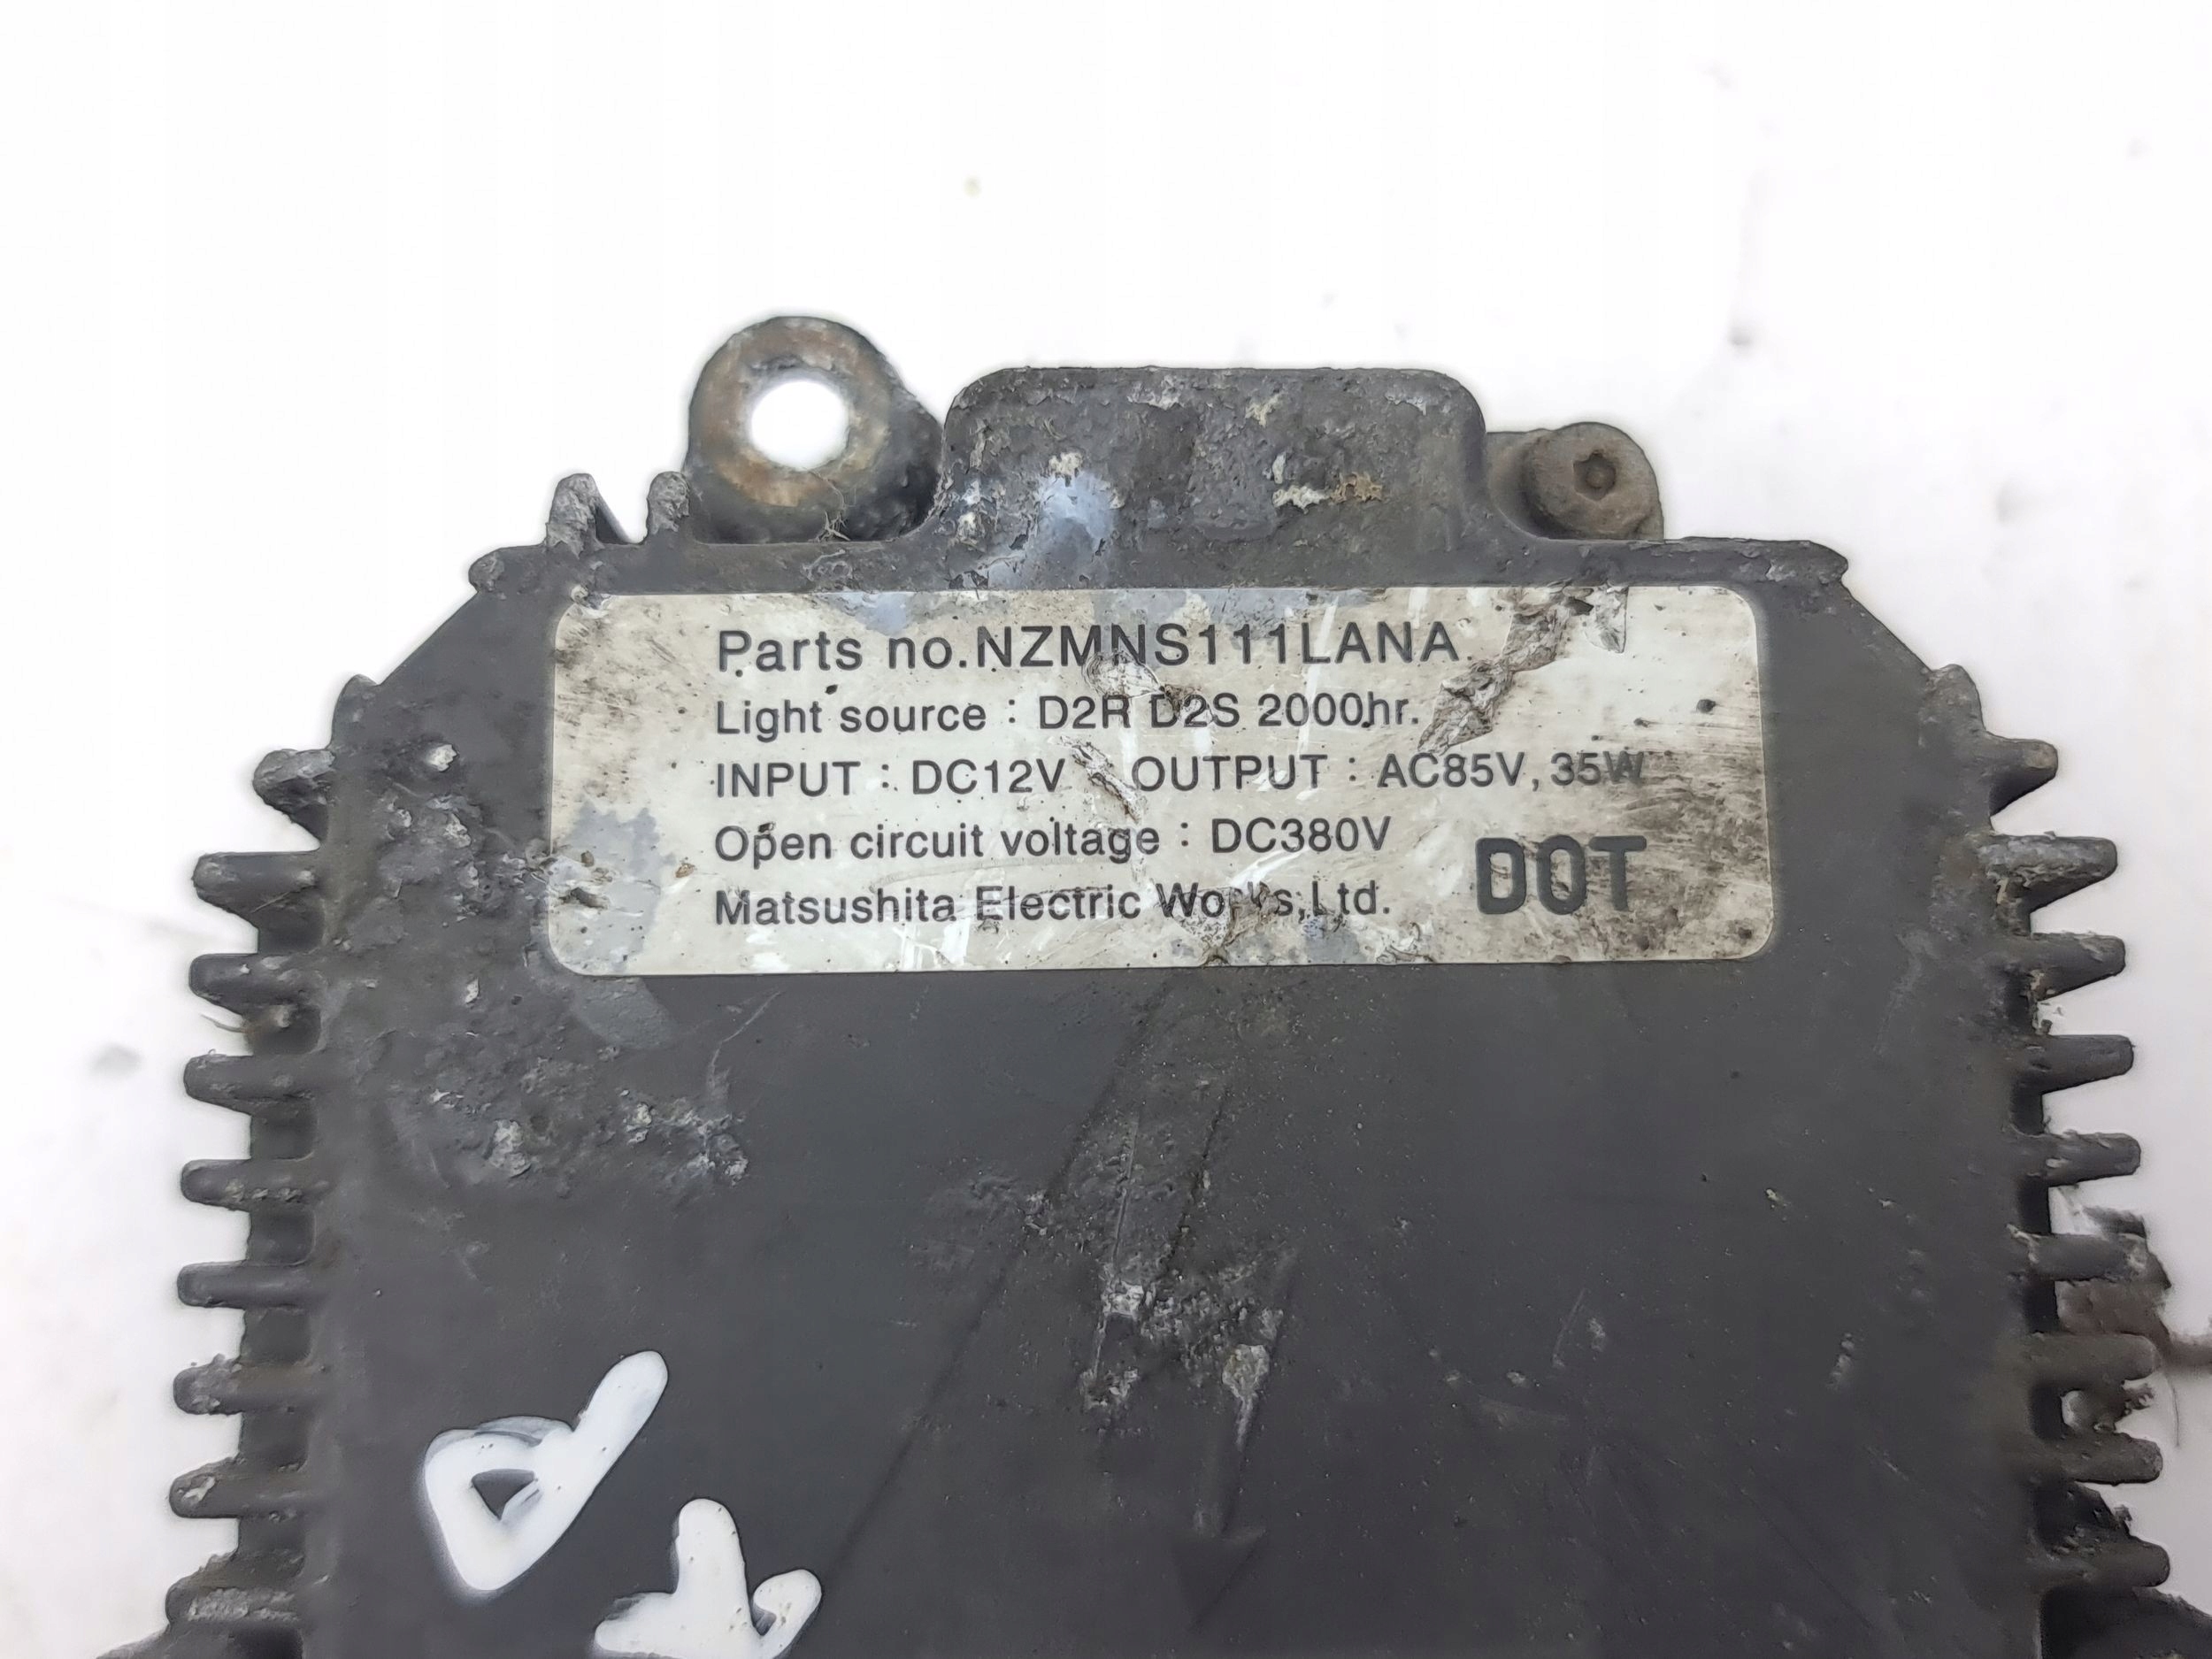 Parts no.NZMNS111LANA
Light source : D2R D2S 2000hr.
INPUT : DC12V OUTPUT : AC85V, 35W
Open circuit voltage : DC380V
Matsushita Electric Works,Ltd. DOT